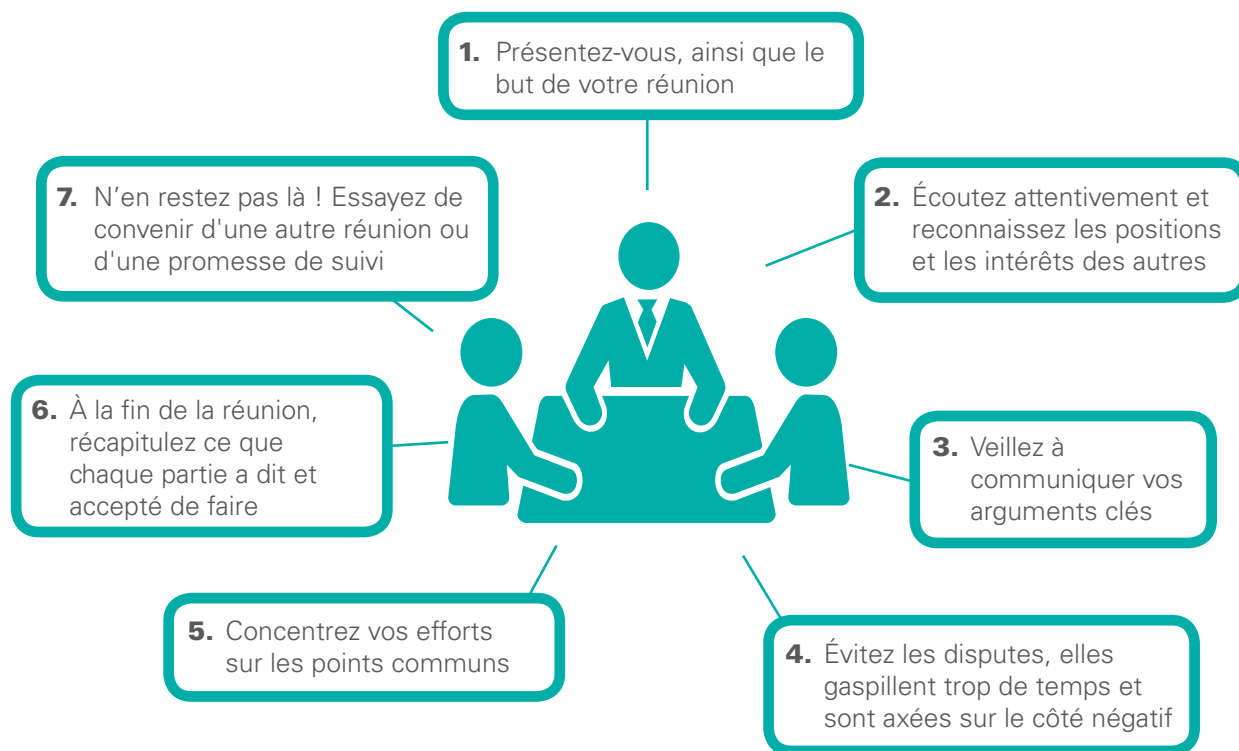 1. Présentez-vous, ainsi que le
but de votre réunion
2. Écoutez attentivement et
reconnaissez les positions
et les intérêts des autres
3. Veillez à
communiquer vos
arguments clés
4. Évitez les disputes, elles
gaspillent trop de temps et
sont axées sur le côté négatif
5. Concentrez vos efforts
sur les points communs
6. À la fin de la réunion,
récapitulez ce que
chaque partie a dit et
accepté de faire
7. N’en restez pas là ! Essayez de
convenir d'une autre réunion ou
d'une promesse de suivi